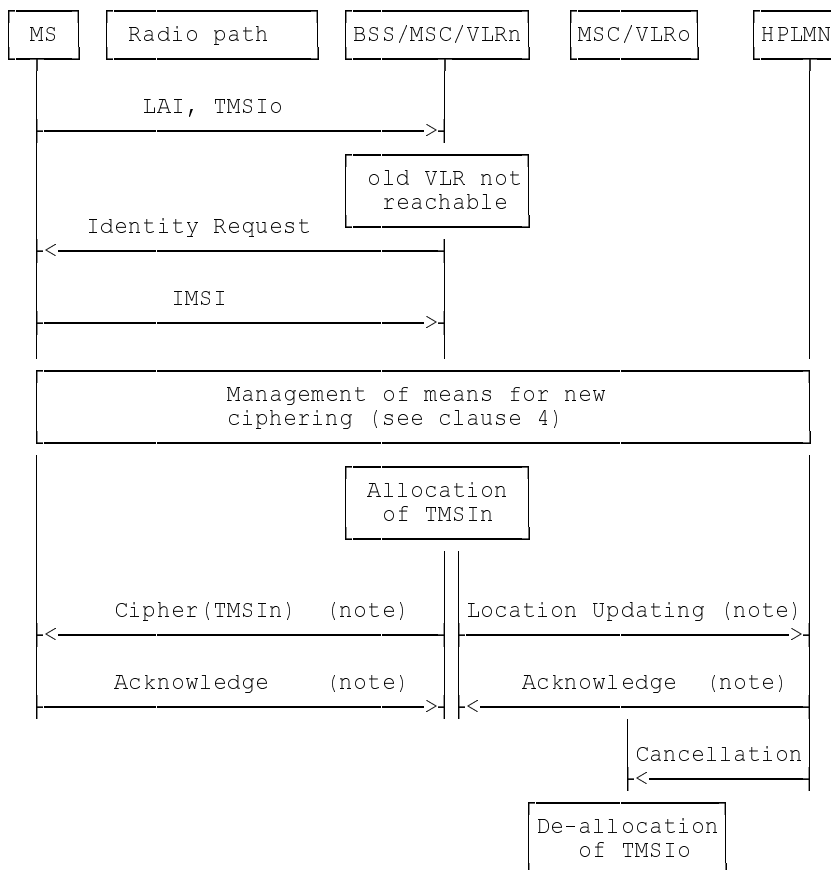 MS Radio path BSS/MSC/VLRn MSC/VLRo HPLMN
LAI, TMSIo
old VLR not
reachable
Identity Request
IMSI
Management of means for new
ciphering (see clause 4)
Allocation
of TMSIn
Cipher(TMSIn) (note) Location Updating (note)
Acknowledge (note) Acknowledge (note)
Cancellation
De-allocation
of TMSIo